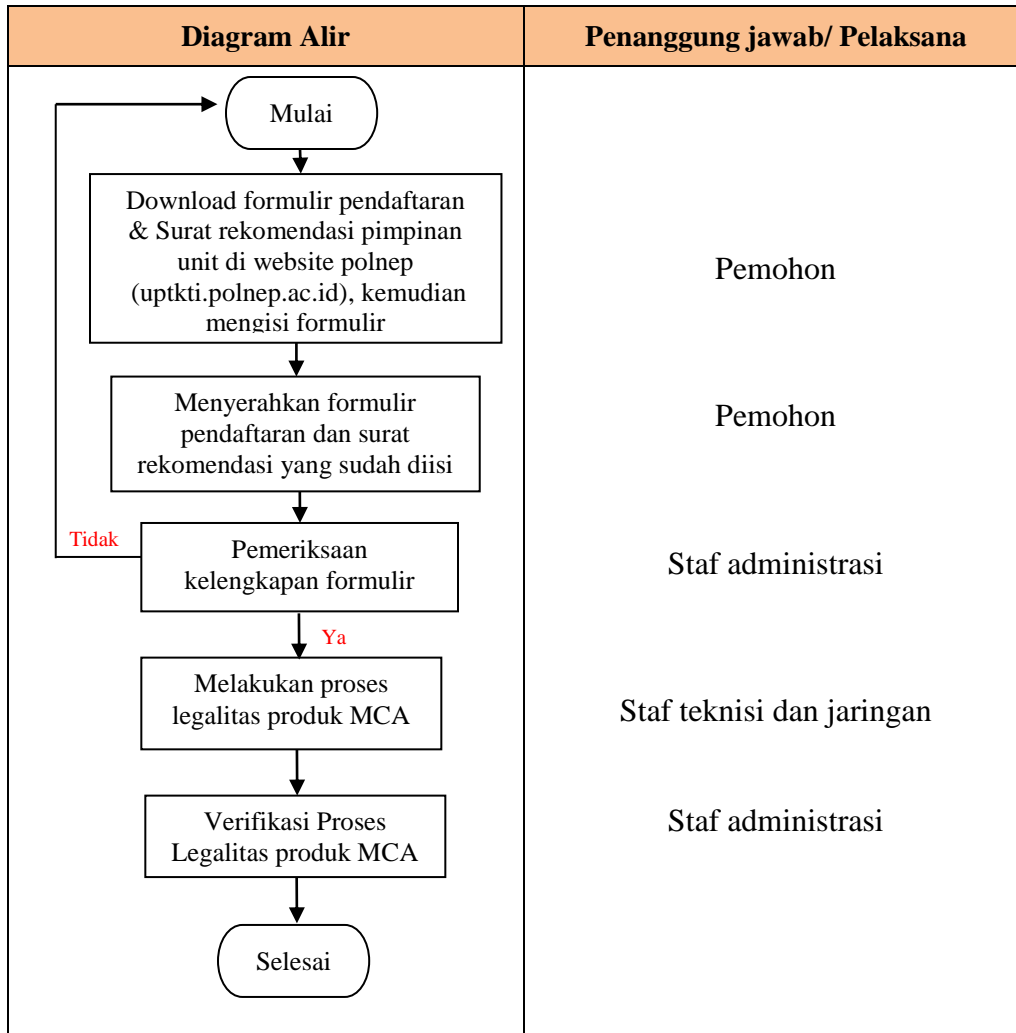 Diagram Alir
Penanggung jawab/ Pelaksana
Mulai
Download formulir pendaftaran
& Surat rekomendasi pimpinan
unit di website polnep
(uptkti.polnep.ac.id), kemudian
mengisi formulir
Pemohon
Menyerahkan formulir
pendaftaran dan surat
rekomendasi yang sudah diisi
Pemohon
Tidak
Pemeriksaan
kelengkapan formulir
Staf administrasi
Ya
Melakukan proses
legalitas produk MCA
Staf teknisi dan jaringan
Verifikasi Proses
Legalitas produk MCA
Staf administrasi
Selesai